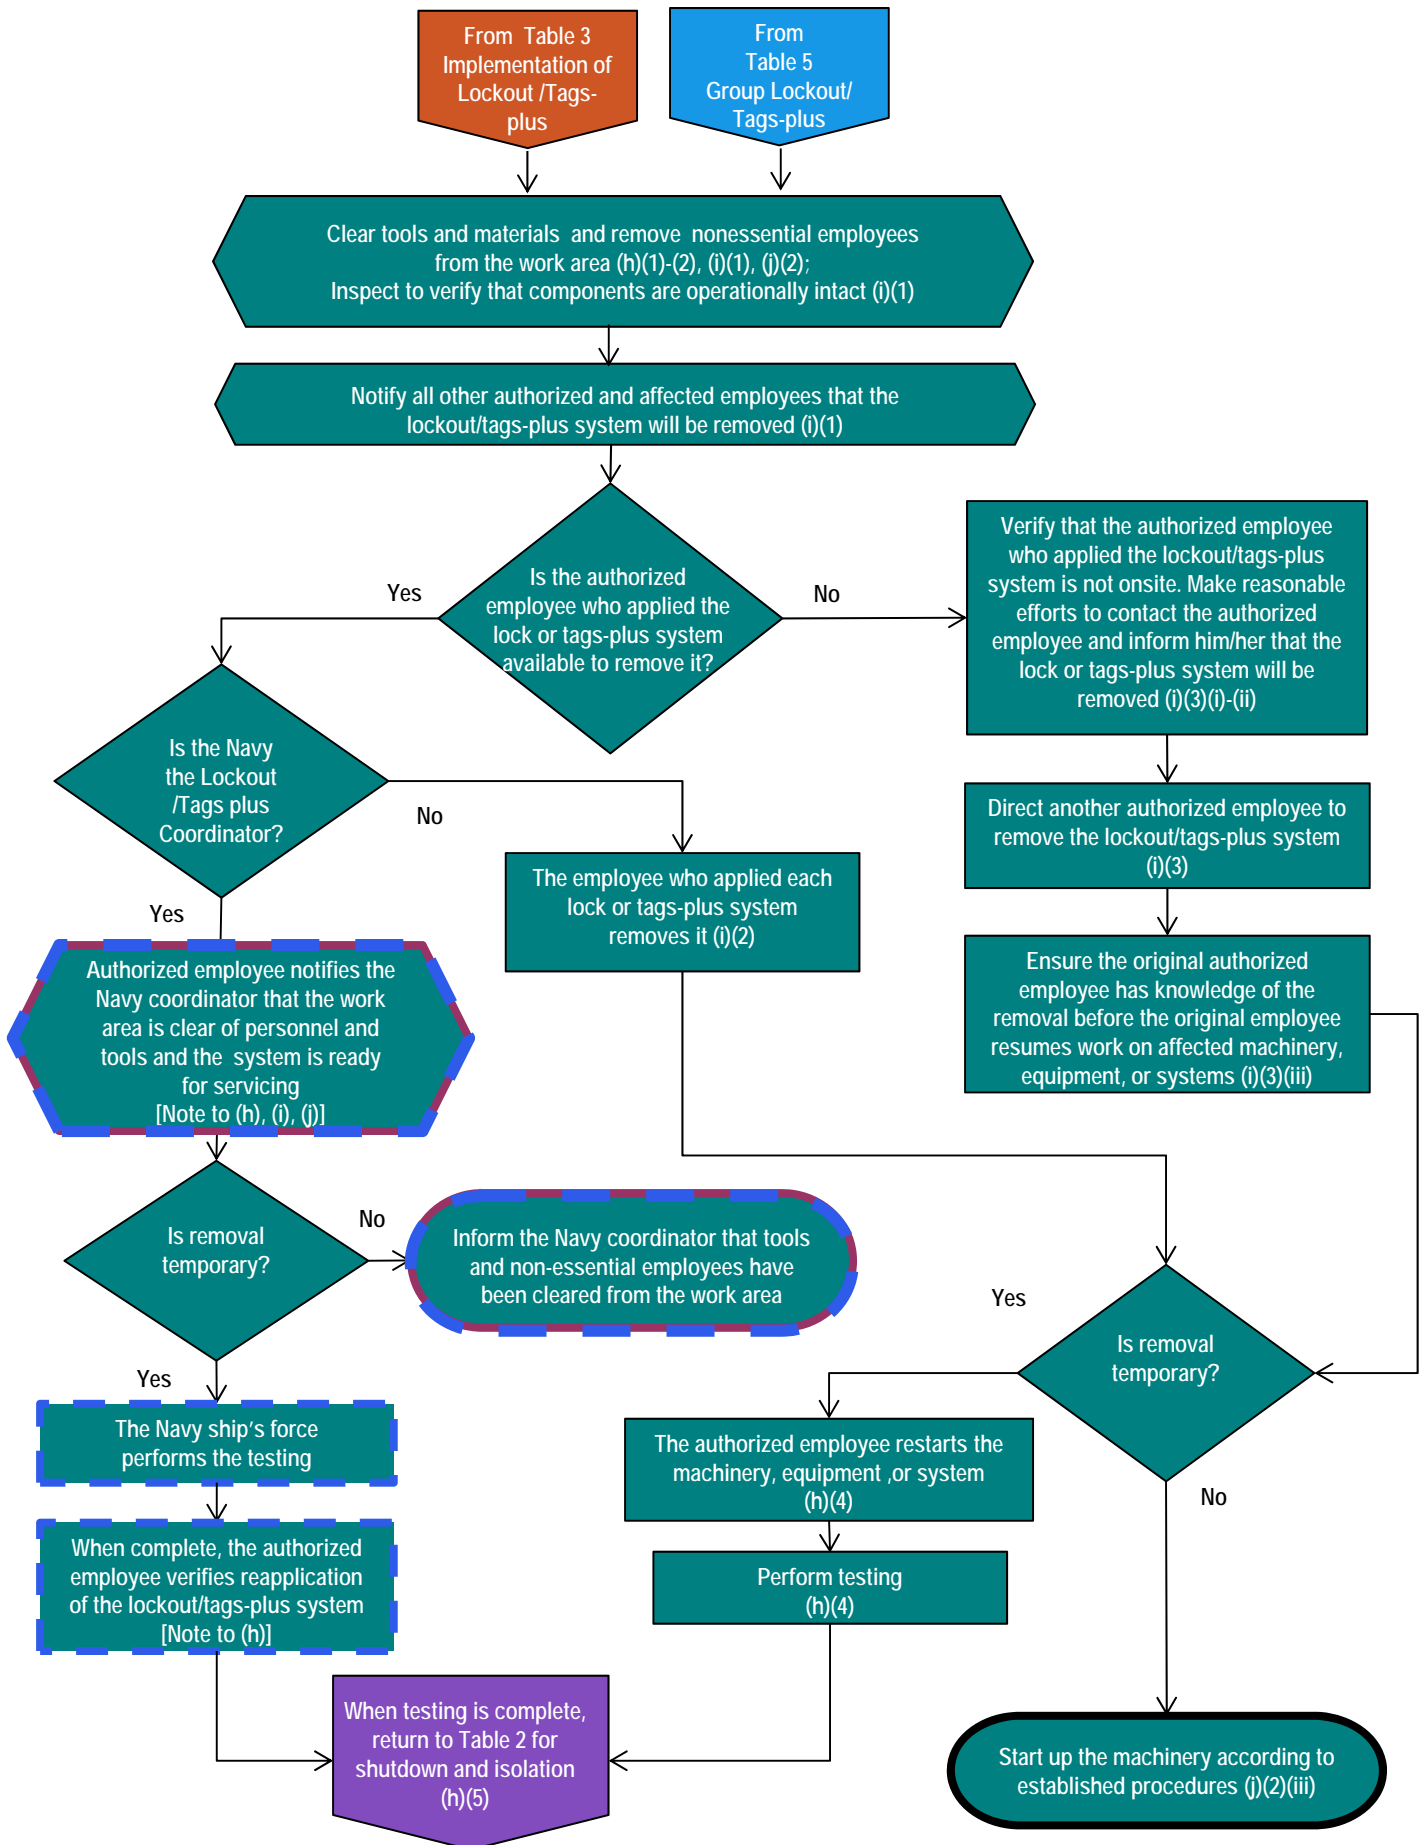 From Table 3
Implementation of
Lockout /Tags-
plus
From
Table 5
Group Lockout/
Tags-plus
Clear tools and materials and remove nonessential employees
from the work area (h)(1)-(2), (i)(1), (j)(2);
Inspect to verify that components are operationally intact (i)(1)
Notify all other authorized and affected employees that the
lockout/tags-plus system will be removed (i)(1)
Is the authorized
employee who applied the
lock or tags-plus system
available to remove it?
Yes
No
Verify that the authorized employee
who applied the lockout/tags-plus
system is not onsite. Make reasonable
efforts to contact the authorized
employee and inform him/her that the
lock or tags-plus system will be
removed (i)(3)(i)-(ii)
Is the Navy
the Lockout
/Tags plus
Coordinator?
No
Yes
Direct another authorized employee to
remove the lockout/tags-plus system
(i)(3)
The employee who applied each
lock or tags-plus system
removes it (i)(2)
Ensure the original authorized
employee has knowledge of the
removal before the original employee
resumes work on affected machinery,
equipment, or systems (i)(3)(iii)
Authorized employee notifies the
Navy coordinator that the work
area is clear of personnel and
tools and the system is ready
for servicing
[Note to (h), (i), (j)]
Is removal
temporary?
No
Yes
Inform the Navy coordinator that tools
and non-essential employees have
been cleared from the work area
Is removal
temporary?
Yes
No
The Navy ship's force
performs the testing
The authorized employee restarts the
machinery, equipment ,or system
(h)(4)
When complete, the authorized
employee verifies reapplication
of the lockout/tags-plus system
[Note to (h)]
Perform testing
(h)(4)
When testing is complete,
return to Table 2 for
shutdown and isolation
(h)(5)
Start up the machinery according to
established procedures (j)(2)(iii)